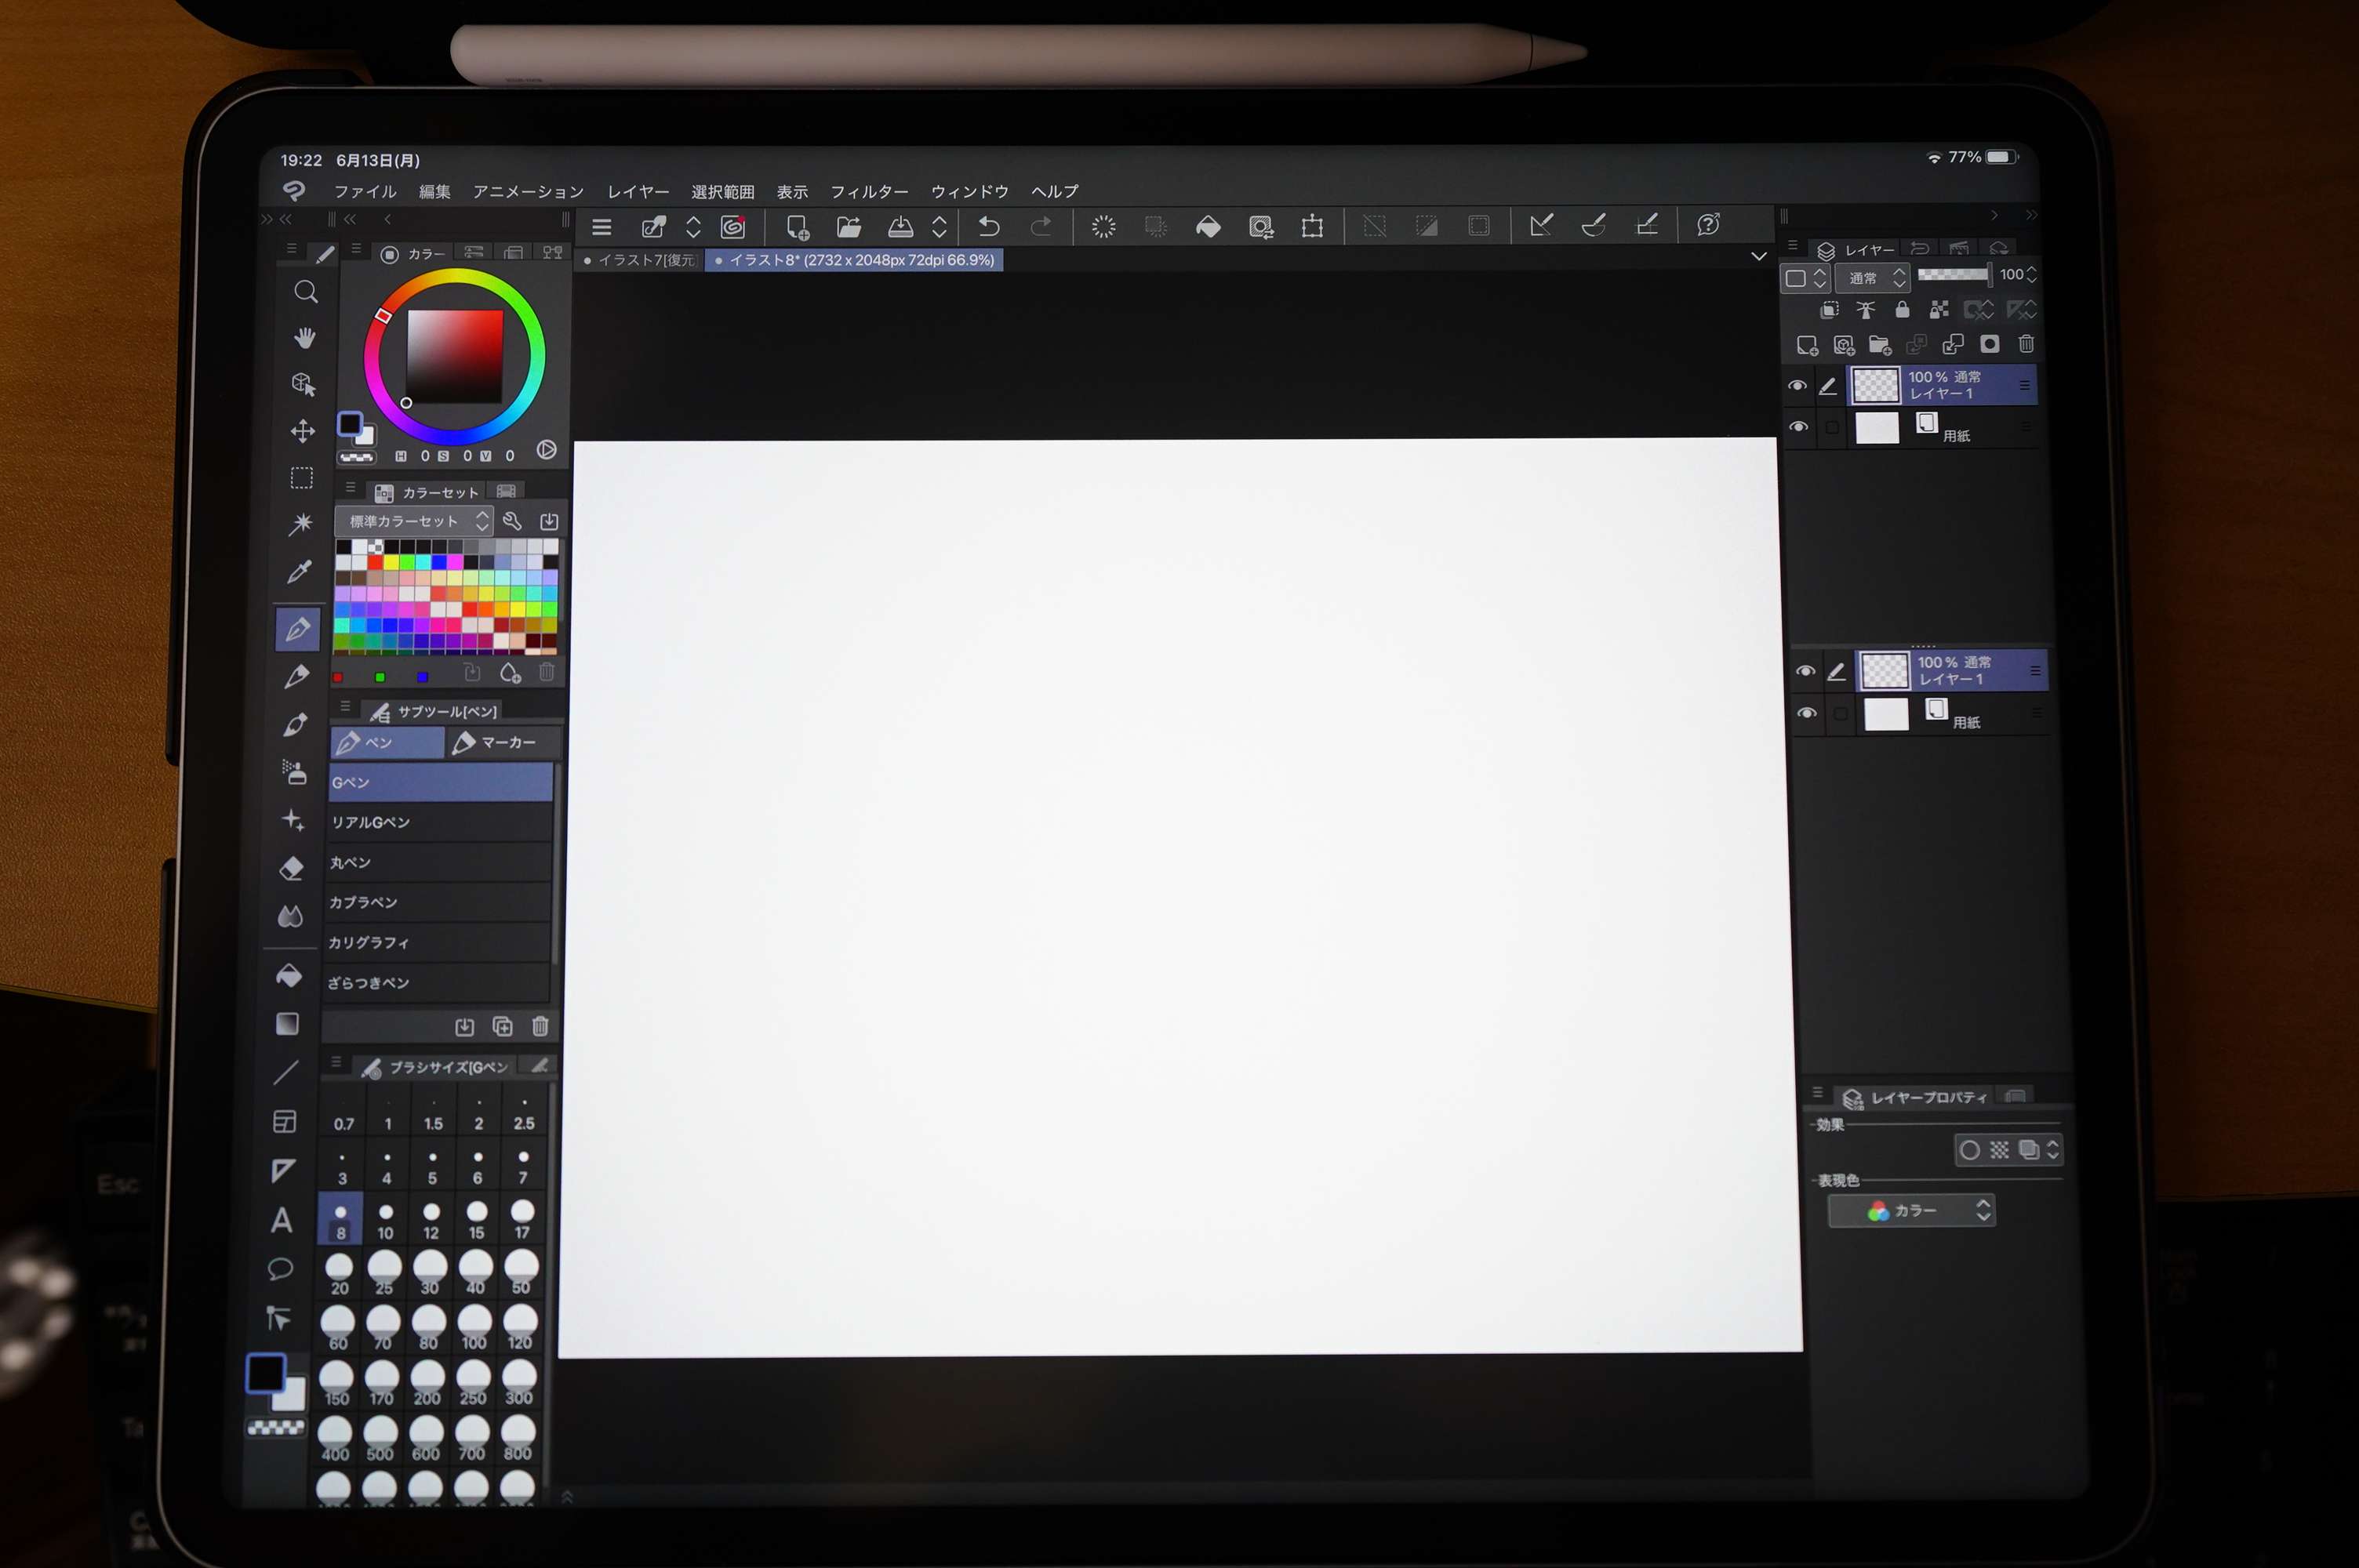 19:22 6月13日(月)
77%
ファイル 編集 アニメーション レイヤー 選択範囲 表示 フィルター ウィンドウ ヘルプ
カラー
イラスト7[復元
イラスト8* (2732 x 2048px 72dpi 66.9%)
レイヤー
通常 100
100 % 通常
レイヤー 1
用紙
H 0 S 0 V 0
カラーセット
標準カラーセット
サブツール[ペン]
ペン マーカー
Gペン
リアルGペン
丸ペン
カブラペン
カリグラフィ
ざらつきペン
ブラシサイズ[Gペン
0.7 1 1.5 2 2.5
3 4 5 6 7
8 10 12 15 17
20 25 30 40 50
60 70 80 100 120
150 170 200 250 300
400 500 600 700 800
A
100 % 通常
レイヤー 1
用紙
レイヤープロパティ
効果
表現色
カラー
Esc